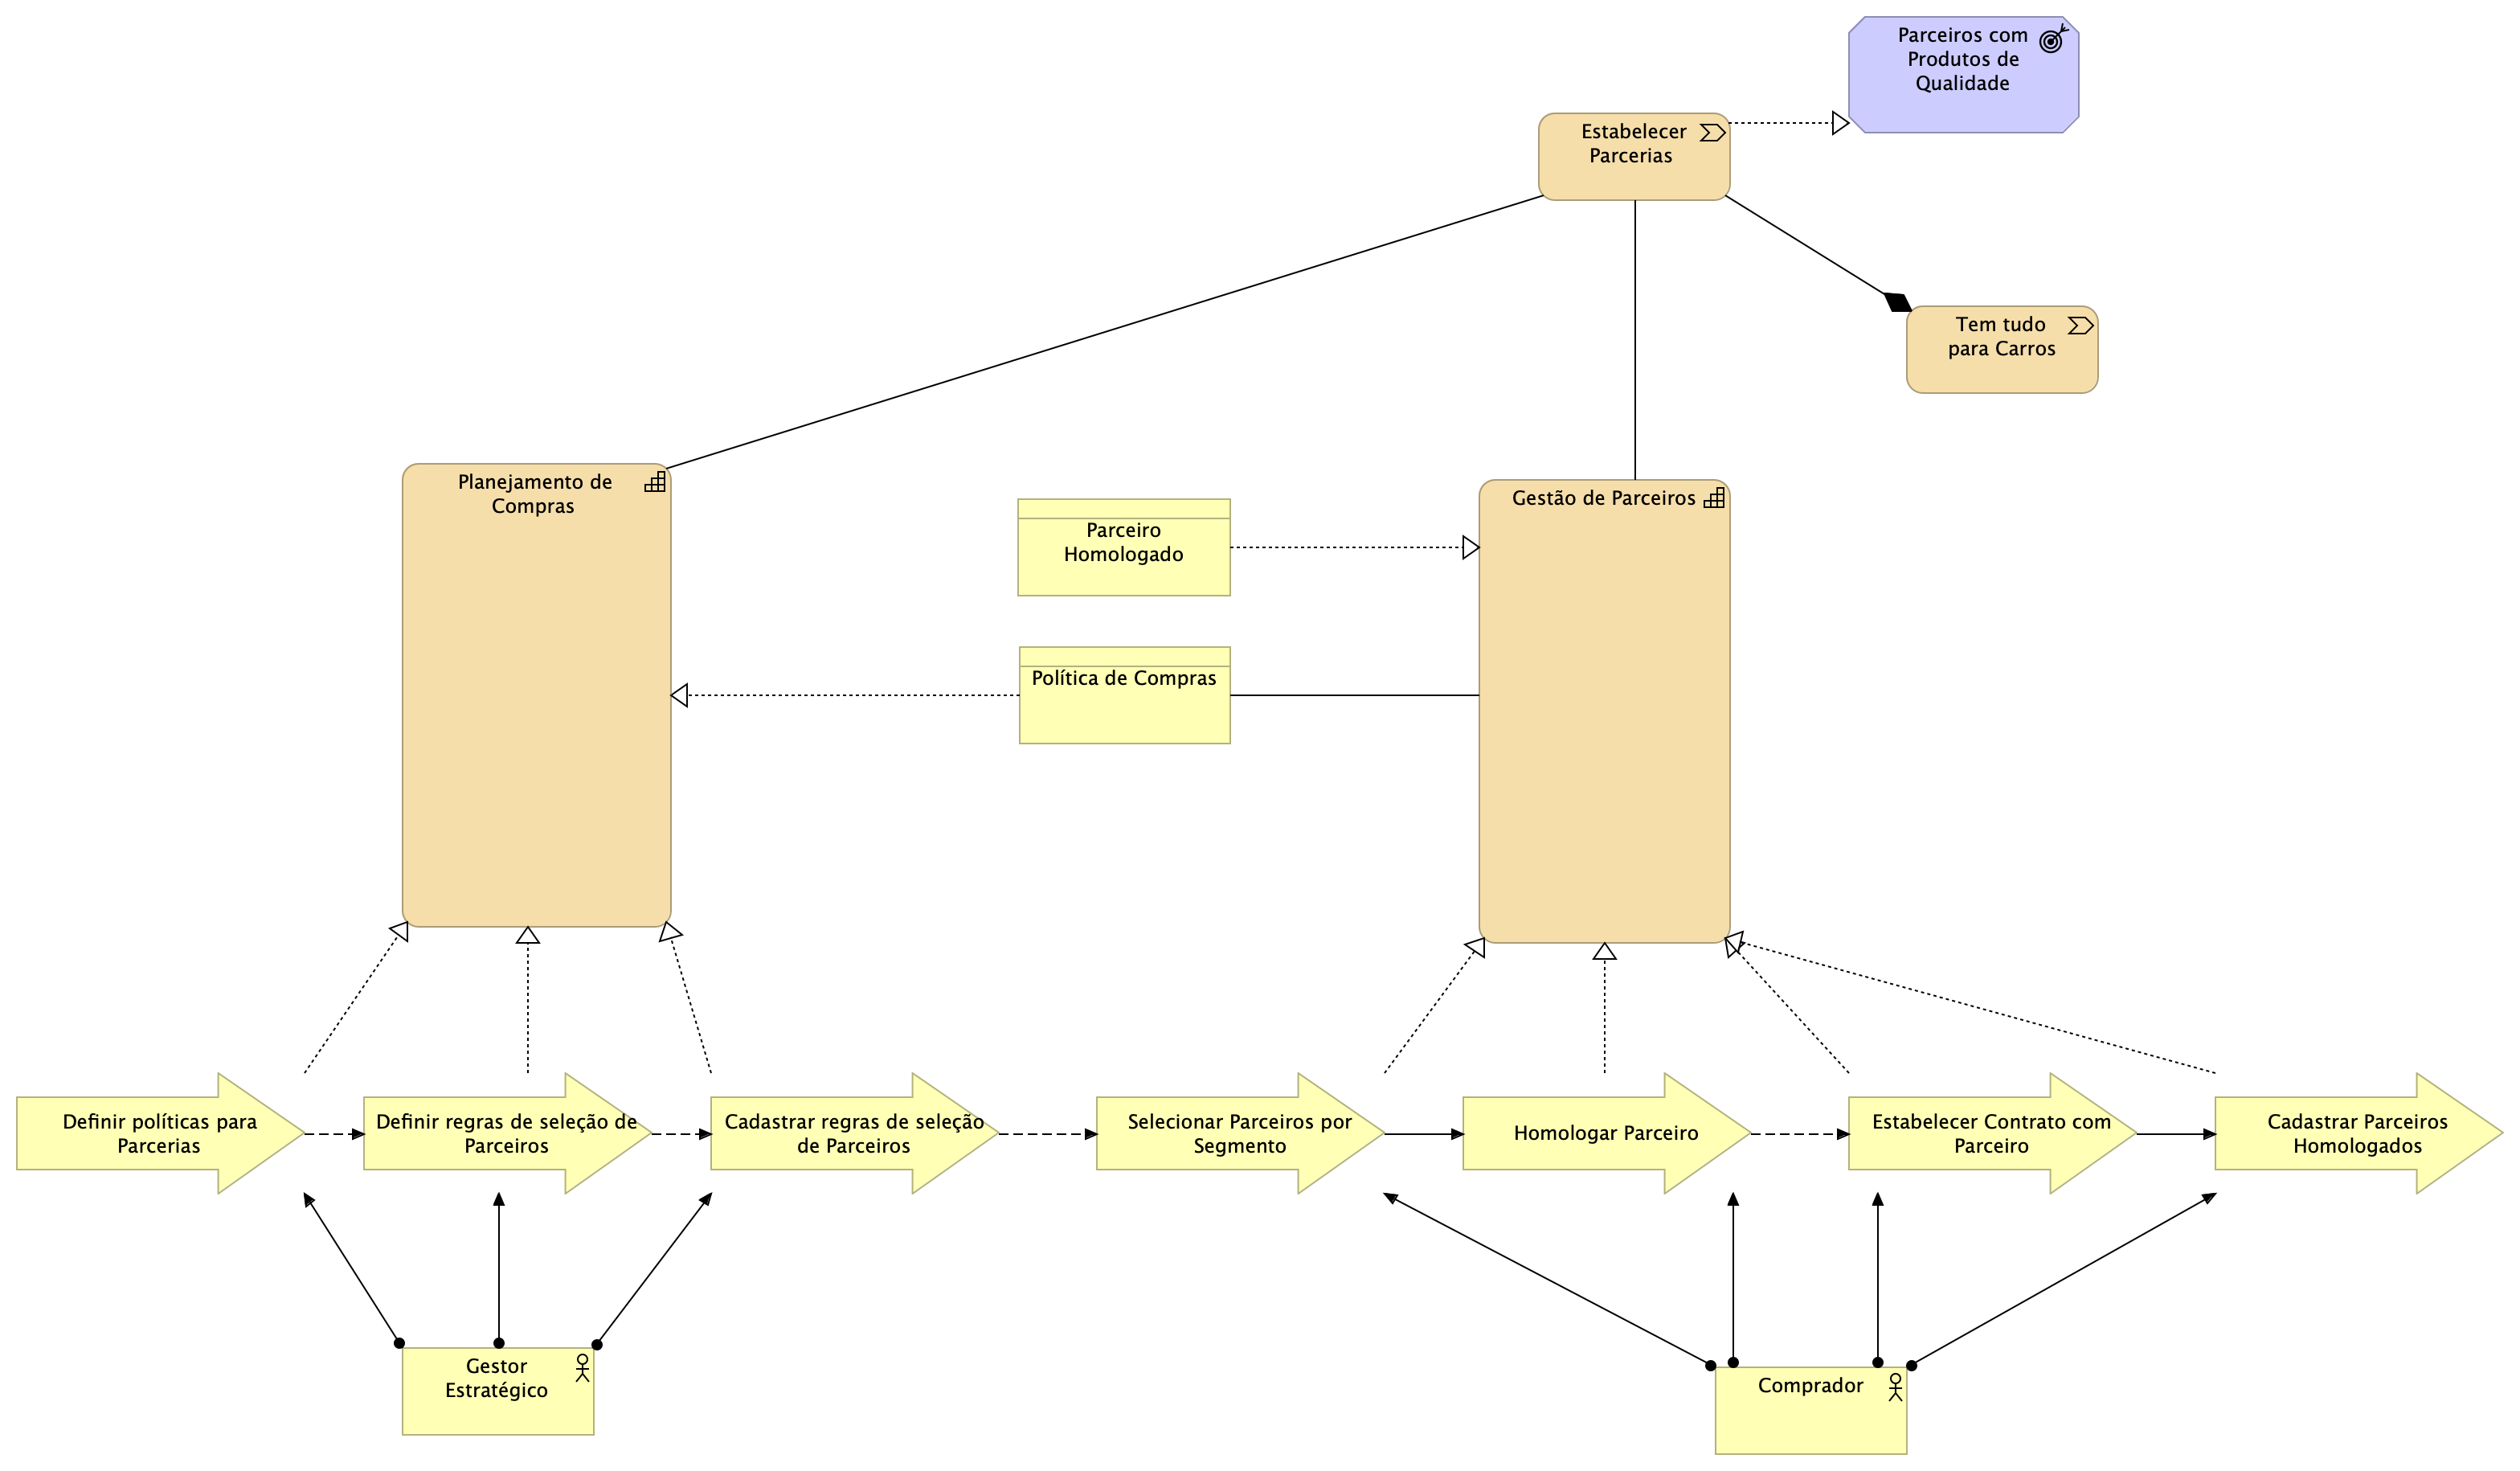 Parceiros com
Produtos de
Qualidade
Estabelecer
Parcerias
Tem tudo
para Carros
Planejamento de
Compras
Gestão de Parceiros
Parceiro
Homologado
Política de Compras
Definir políticas para
Parcerias
Definir regras de seleção de
Parceiros
Cadastrar regras de seleção
de Parceiros
Selecionar Parceiros por
Segmento
Homologar Parceiro
Estabelecer Contrato com
Parceiro
Cadastrar Parceiros
Homologados
Gestor
Estratégico
Comprador